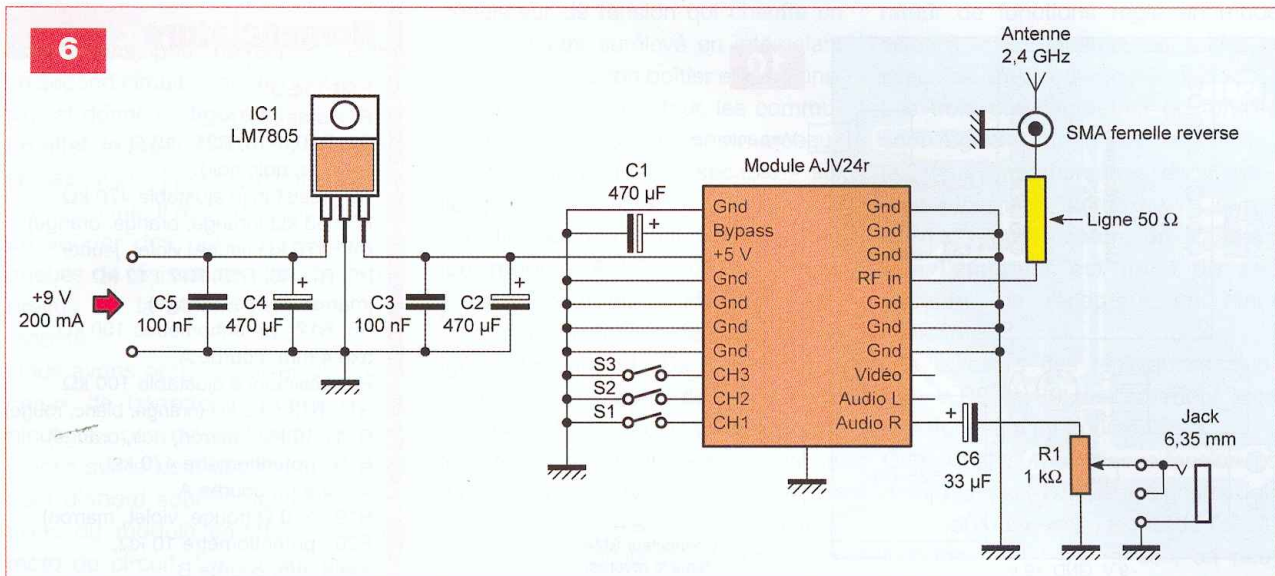 6
IC1
LM7805
Antenne
2,4 GHz
SMA femelle reverse
Ligne 50 Ω
C1
470 µF
Module AJV24r
Gnd
Bypass
+5 V
Gnd
Gnd
Gnd
Gnd
CH3
CH2
CH1
Gnd
Gnd
Gnd
RF in
Gnd
Gnd
Gnd
Vidéo
Audio L
Audio R
+9 V
200 mA
C5
100 nF
C4
470 µF
C3
100 nF
C2
470 µF
+
+
+
+
S3
S2
S1
C6
33 µF
R1
1 kΩ
Jack
6,35 mm